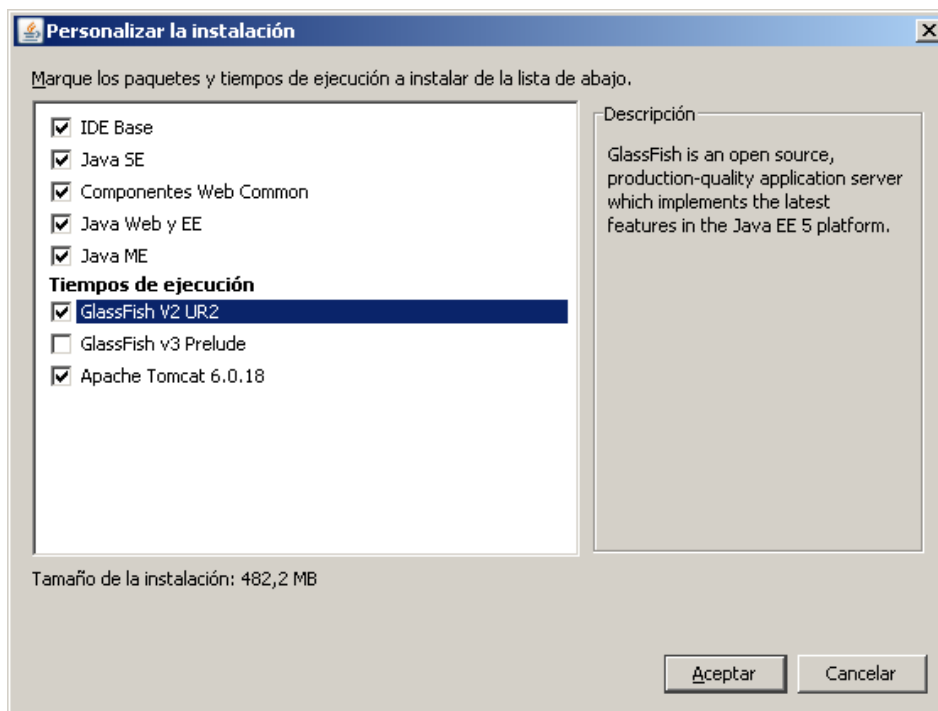 Personalizar la instalación
Marque los paquetes y tiempos de ejecución a instalar de la lista de abajo.
IDE Base
Java SE
Componentes Web Common
Java Web y EE
Java ME
Tiempos de ejecución
GlassFish V2 UR2
GlassFish v3 Prelude
Apache Tomcat 6.0.18
Descripción
GlassFish is an open source,
production-quality application server
which implements the latest
features in the Java EE 5 platform.
Tamaño de la instalación: 482,2 MB
Aceptar
Cancelar